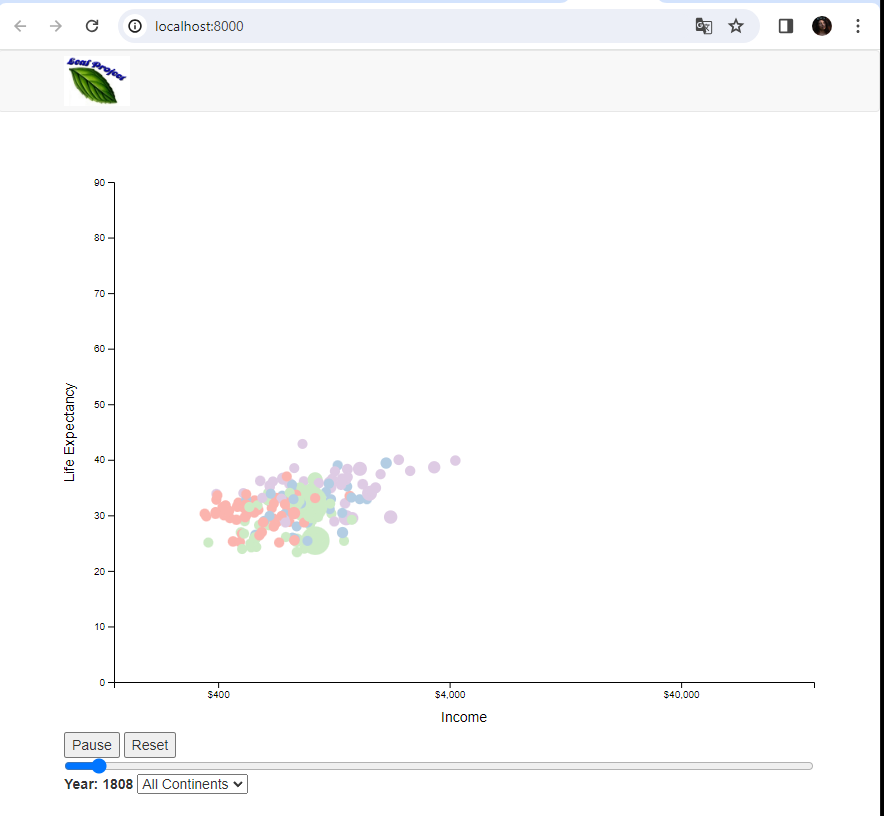 localhost:8000
Leaf Project
90
80
70
60
50
40
30
20
10
0
Life Expectancy
$400 $4,000 $40,000
Income
Pause Reset
Year: 1808 All Continents